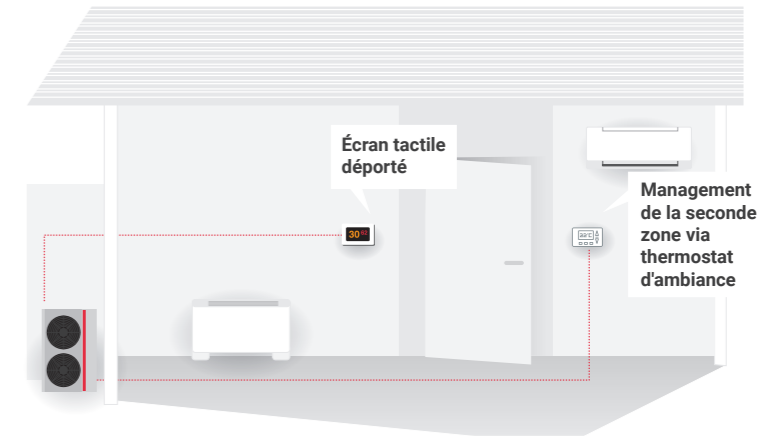 Écran tactile
déporté
Management
de la seconde
zone via
thermostat
d'ambiance
30